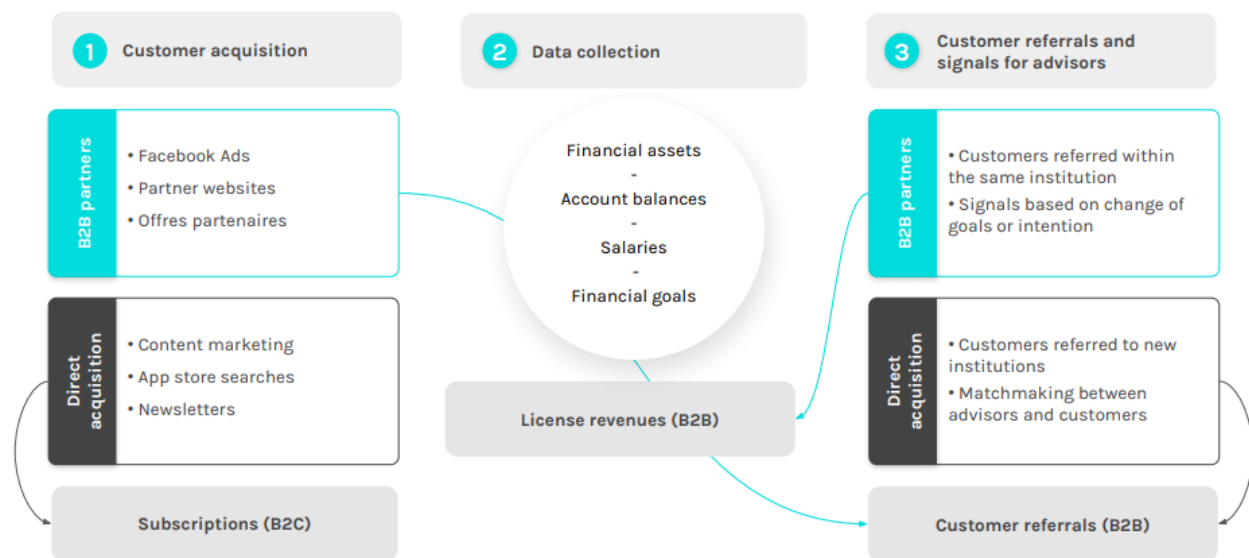 1
Customer acquisition
2
Data collection
3
Customer referrals and
signals for advisors
B2B partners
• Facebook Ads
• Partner websites
• Offres partenaires
Direct
acquisition
• Content marketing
• App store searches
• Newsletters
Subscriptions (B2C)
Financial assets
-
Account balances
-
Salaries
-
Financial goals
License revenues (B2B)
B2B partners
• Customers referred within
the same institution
• Signals based on change of
goals or intention
Direct
acquisition
• Customers referred to new
institutions
• Matchmaking between
advisors and customers
Customer referrals (B2B)